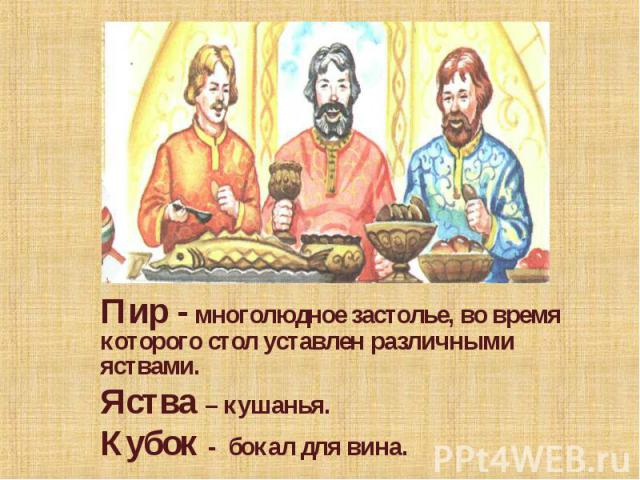 Пир - многолюдное застолье, во время
которого стол уставлен различными
яствами.
Яства – кушанья.
Кубок - бокал для вина.
PPt4WEB.ru